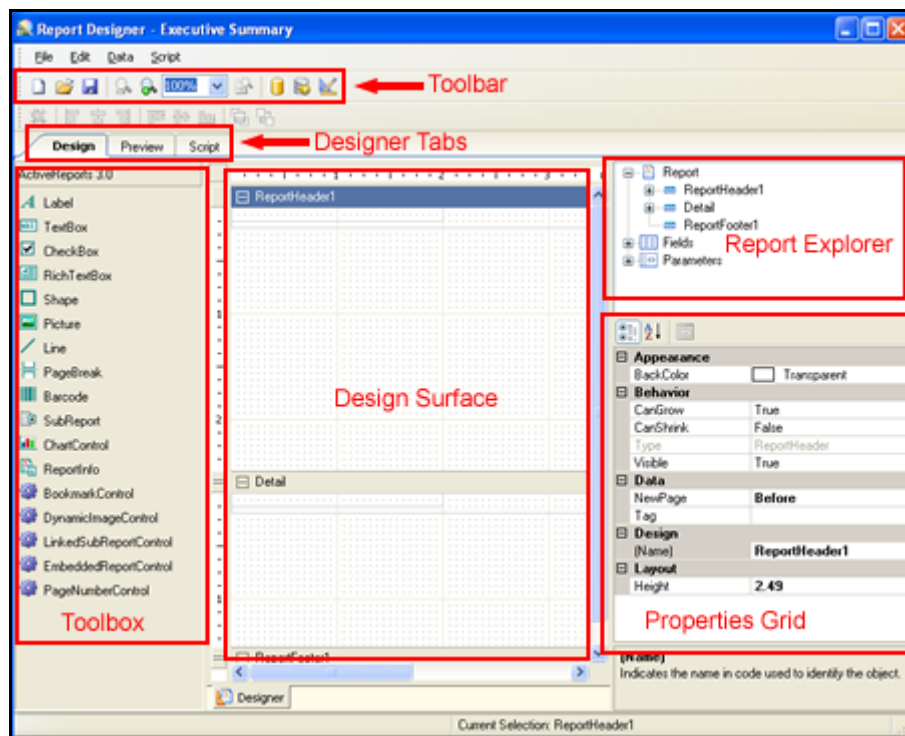 Report Designer - Executive Summary
File Edit Data Script
100%
Toolbar
Design Preview Script
Designer Tabs
ActiveReports 3.0
Label
TextBox
CheckBox
RichTextBox
Shape
Picture
Line
PageBreak
Barcode
SubReport
ChartControl
ReportInfo
BookmarkControl
DynamicImageControl
LinkedSubReportControl
EmbeddedReportControl
PageNumberControl
Toolbox
ReportHeader1
Design Surface
Detail
ReportFooter1
Designer
Report
ReportHeader1
Detail
ReportFooter1
Fields
Parameters
Report Explorer
Appearance
BackColor Transparent
Behavior
CanGrow True
CanShrink False
Type ReportHeader
Visible True
Data
NewPage Before
Tag
Design
(Name) ReportHeader1
Layout
Height 2.49
Properties Grid
(Name)
Indicates the name in code used to identify the object.
Current Selection: ReportHeader1